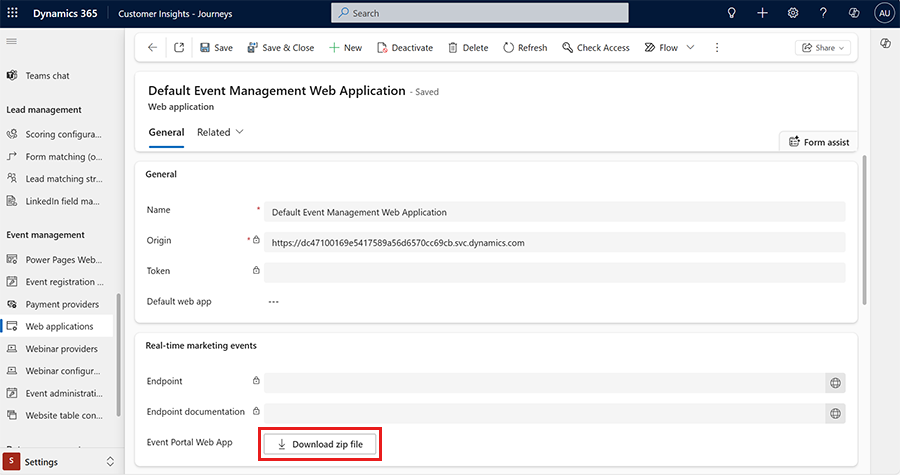 Dynamics 365 Customer Insights - Journeys Search AU
Save Save & Close New Deactivate Delete Refresh Check Access Flow Share
Teams chat
Lead management
Scoring configura...
Form matching (o...
Lead matching str...
LinkedIn field ma...
Event management
Power Pages Web...
Event registration ...
Payment providers
Web applications
Webinar providers
Webinar configur...
Event administrati...
Website table con...
S Settings
Default Event Management Web Application - Saved
Web application
General Related
Form assist
General
Name * Default Event Management Web Application
Origin * https://dc47100169e5417589a56d6570cc69cb.svc.dynamics.com
Token
Default web app ---
Real-time marketing events
Endpoint
Endpoint documentation
Event Portal Web App Download zip file